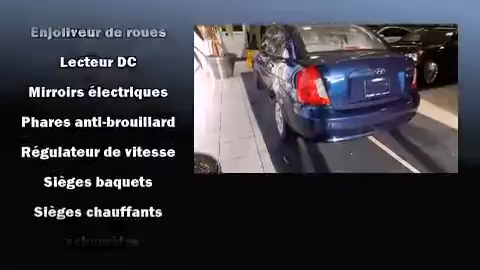 Enjoliveur de roues
Lecteur DC
Mirroirs électriques
Phares anti-brouillard
Régulateur de vitesse
Sièges baquets
Sièges chauffants